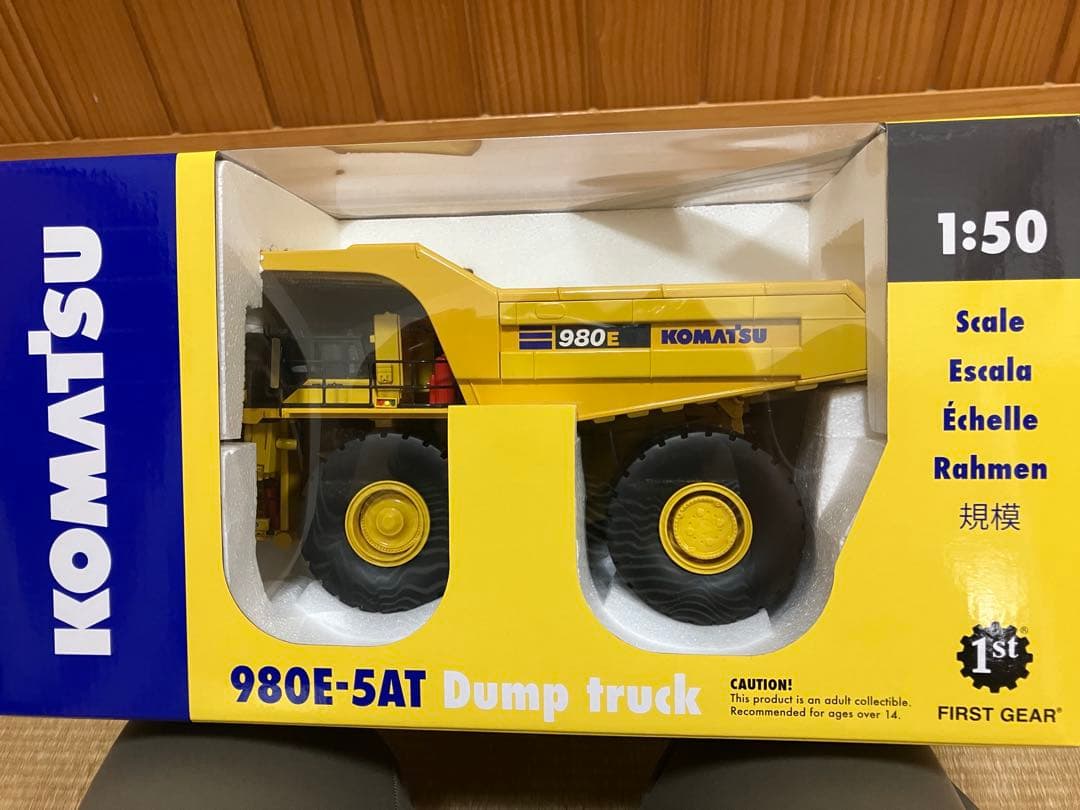 KOMATSU
980E
KOMATSU
1:50
Scale
Escala
Échelle
Rahmen
規模
1st®
FIRST GEAR®
980E-5AT Dump truck
CAUTION!
This product is an adult collectible.
Recommended for ages over 14.